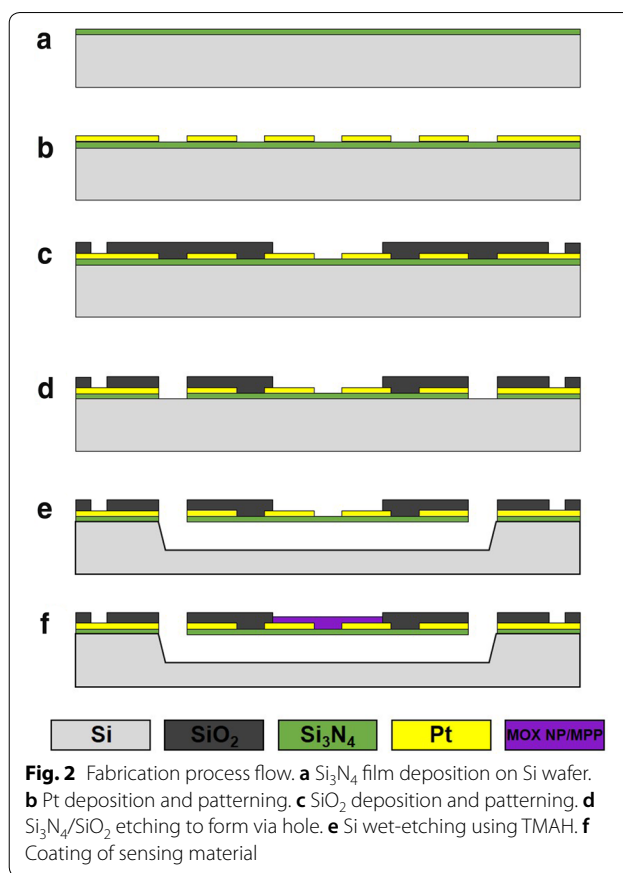 a
b
c
d
e
f
Si
SiO₂
Si₃N₄
Pt
MOX NP/MPP
Fig. 2 Fabrication process flow. a Si₃N₄ film deposition on Si wafer.
b Pt deposition and patterning. c SiO₂ deposition and patterning. d
Si₃N₄/SiO₂ etching to form via hole. e Si wet-etching using TMAH. f
Coating of sensing material